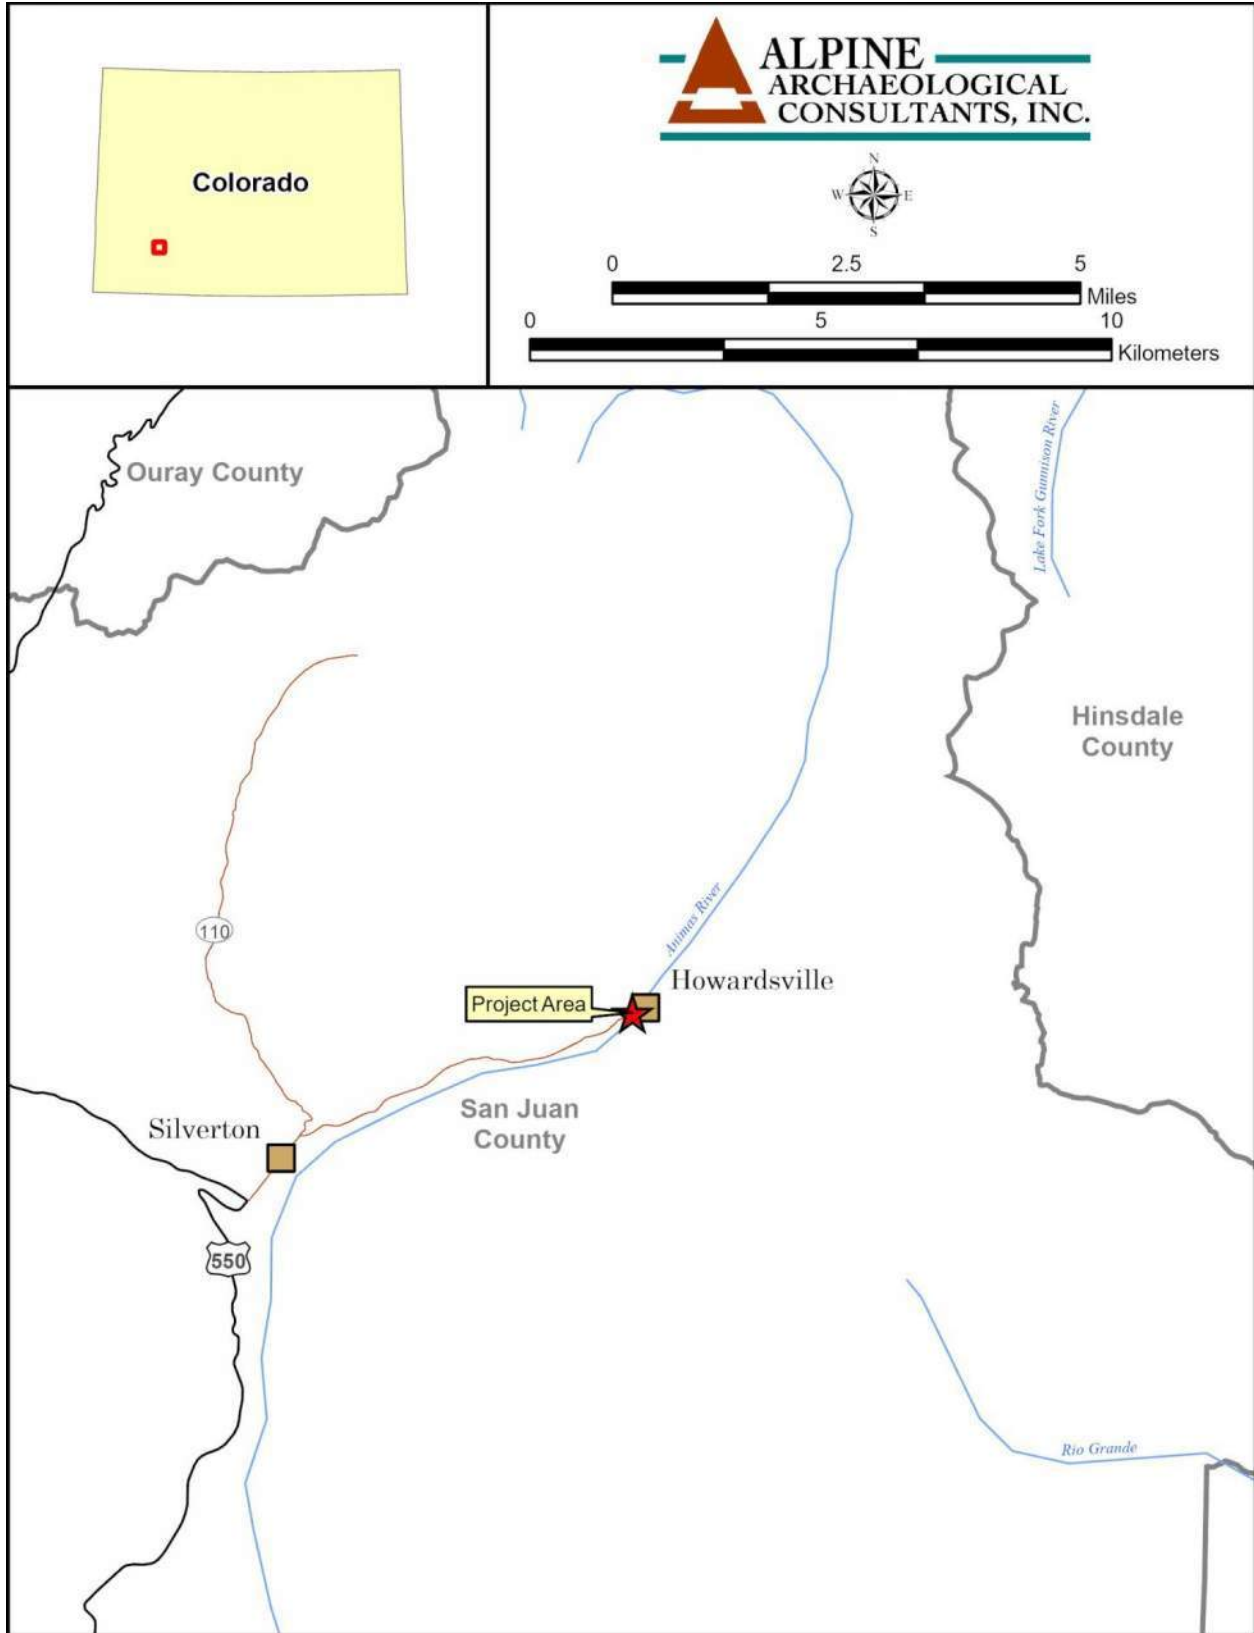 Colorado
ALPINE
ARCHAEOLOGICAL
CONSULTANTS, INC.
N
W E
S
0 2.5 5
Miles
0 5 10
Kilometers
Ouray County
Lake Fork Gunnison River
Hinsdale
County
110
Animas River
Howardsville
Project Area
San Juan
County
Silverton
550
Rio Grande